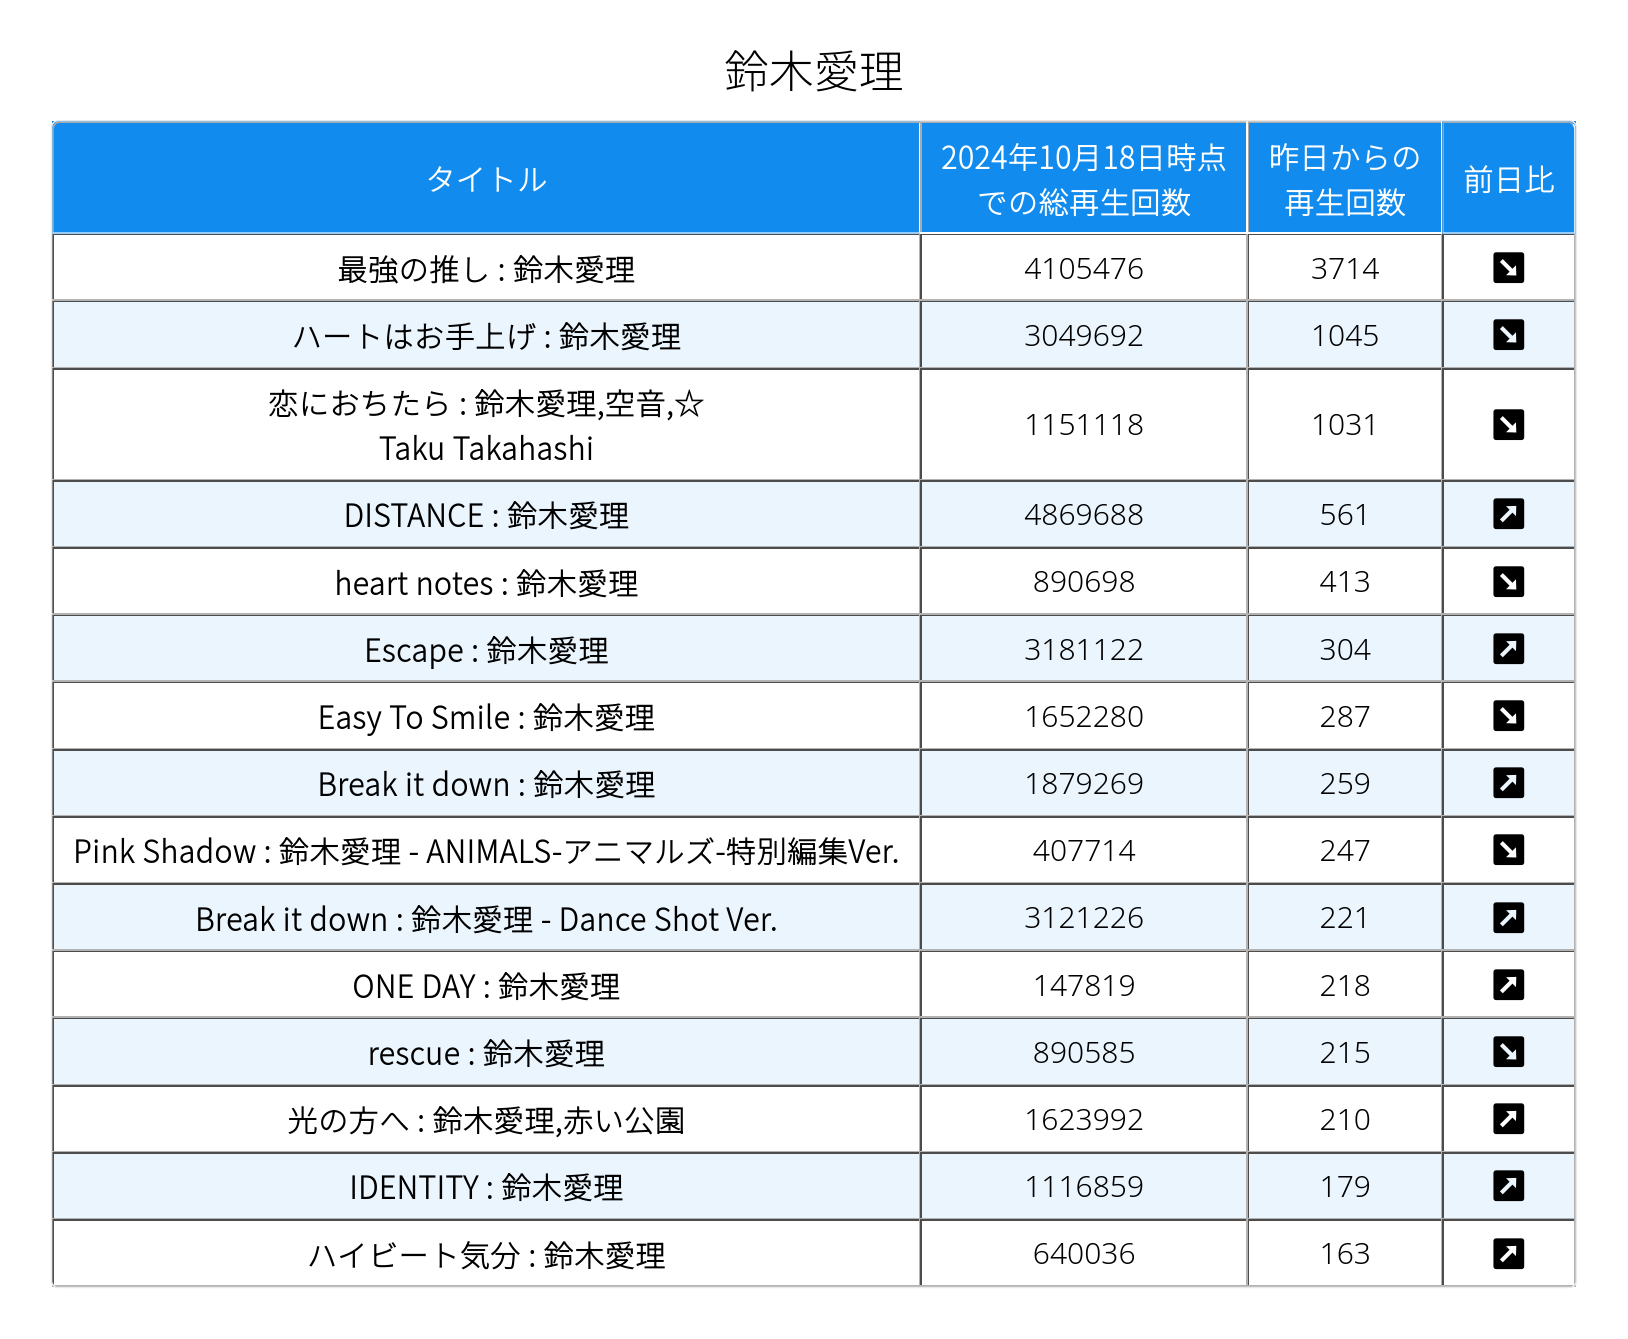 鈴木愛理
タイトル
2024年10月18日時点
での総再生回数
昨日からの
再生回数
前日比
最強の推し : 鈴木愛理 4105476 3714
ハートはお手上げ : 鈴木愛理 3049692 1045
恋におちたら : 鈴木愛理,空音,☆
Taku Takahashi 1151118 1031
DISTANCE : 鈴木愛理 4869688 561
heart notes : 鈴木愛理 890698 413
Escape : 鈴木愛理 3181122 304
Easy To Smile : 鈴木愛理 1652280 287
Break it down : 鈴木愛理 1879269 259
Pink Shadow : 鈴木愛理 - ANIMALS-アニマルズ-特別編集Ver. 407714 247
Break it down : 鈴木愛理 - Dance Shot Ver. 3121226 221
ONE DAY : 鈴木愛理 147819 218
rescue : 鈴木愛理 890585 215
光の方へ : 鈴木愛理,赤い公園 1623992 210
IDENTITY : 鈴木愛理 1116859 179
ハイビート気分 : 鈴木愛理 640036 163